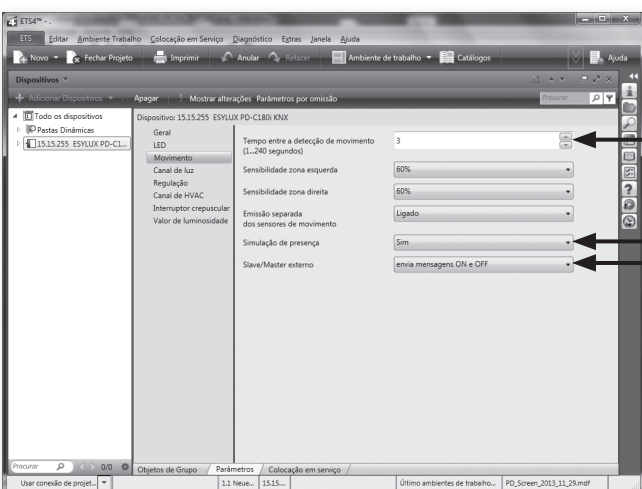 ETS4™ - .
ETS Editar Ambiente Trabalho Colocação em Serviço Diagnóstico Extras Janela Ajuda
Novo Fechar Projeto Imprimir Anular Refazer Ambiente de trabalho Catálogos Ajuda
Dispositivos
Adicionar Dispositivos Apagar Mostrar alterações Parâmetros por omissão Procurar
Todo os dispositivos
Pastas Dinámicas
15.15.255 ESYLUX PD-C1...
Dispositivo: 15.15.255 ESYLUX PD-C180i KNX
Geral
LED
Movimento
Canal de luz
Regulação
Canal de HVAC
Interruptor crepuscular
Valor de luminosidade
Tempo entre a detecção de movimento
(1...240 segundos)
3
Sensibilidade zona esquerda
60%
Sensibilidade zona direita
60%
Emissão separada
dos sensores de movimento
Ligado
Simulação de presença
Sim
Slave/Master externo
envia mensagens ON e OFF
Procurar 0/0
Objetos de Grupo Parâmetros Colocação em serviço
Usar conexão de projet... 1.1 Neue... 15.15.... Último ambientes de trabalho... PD_Screen_2013_11_29.mdf